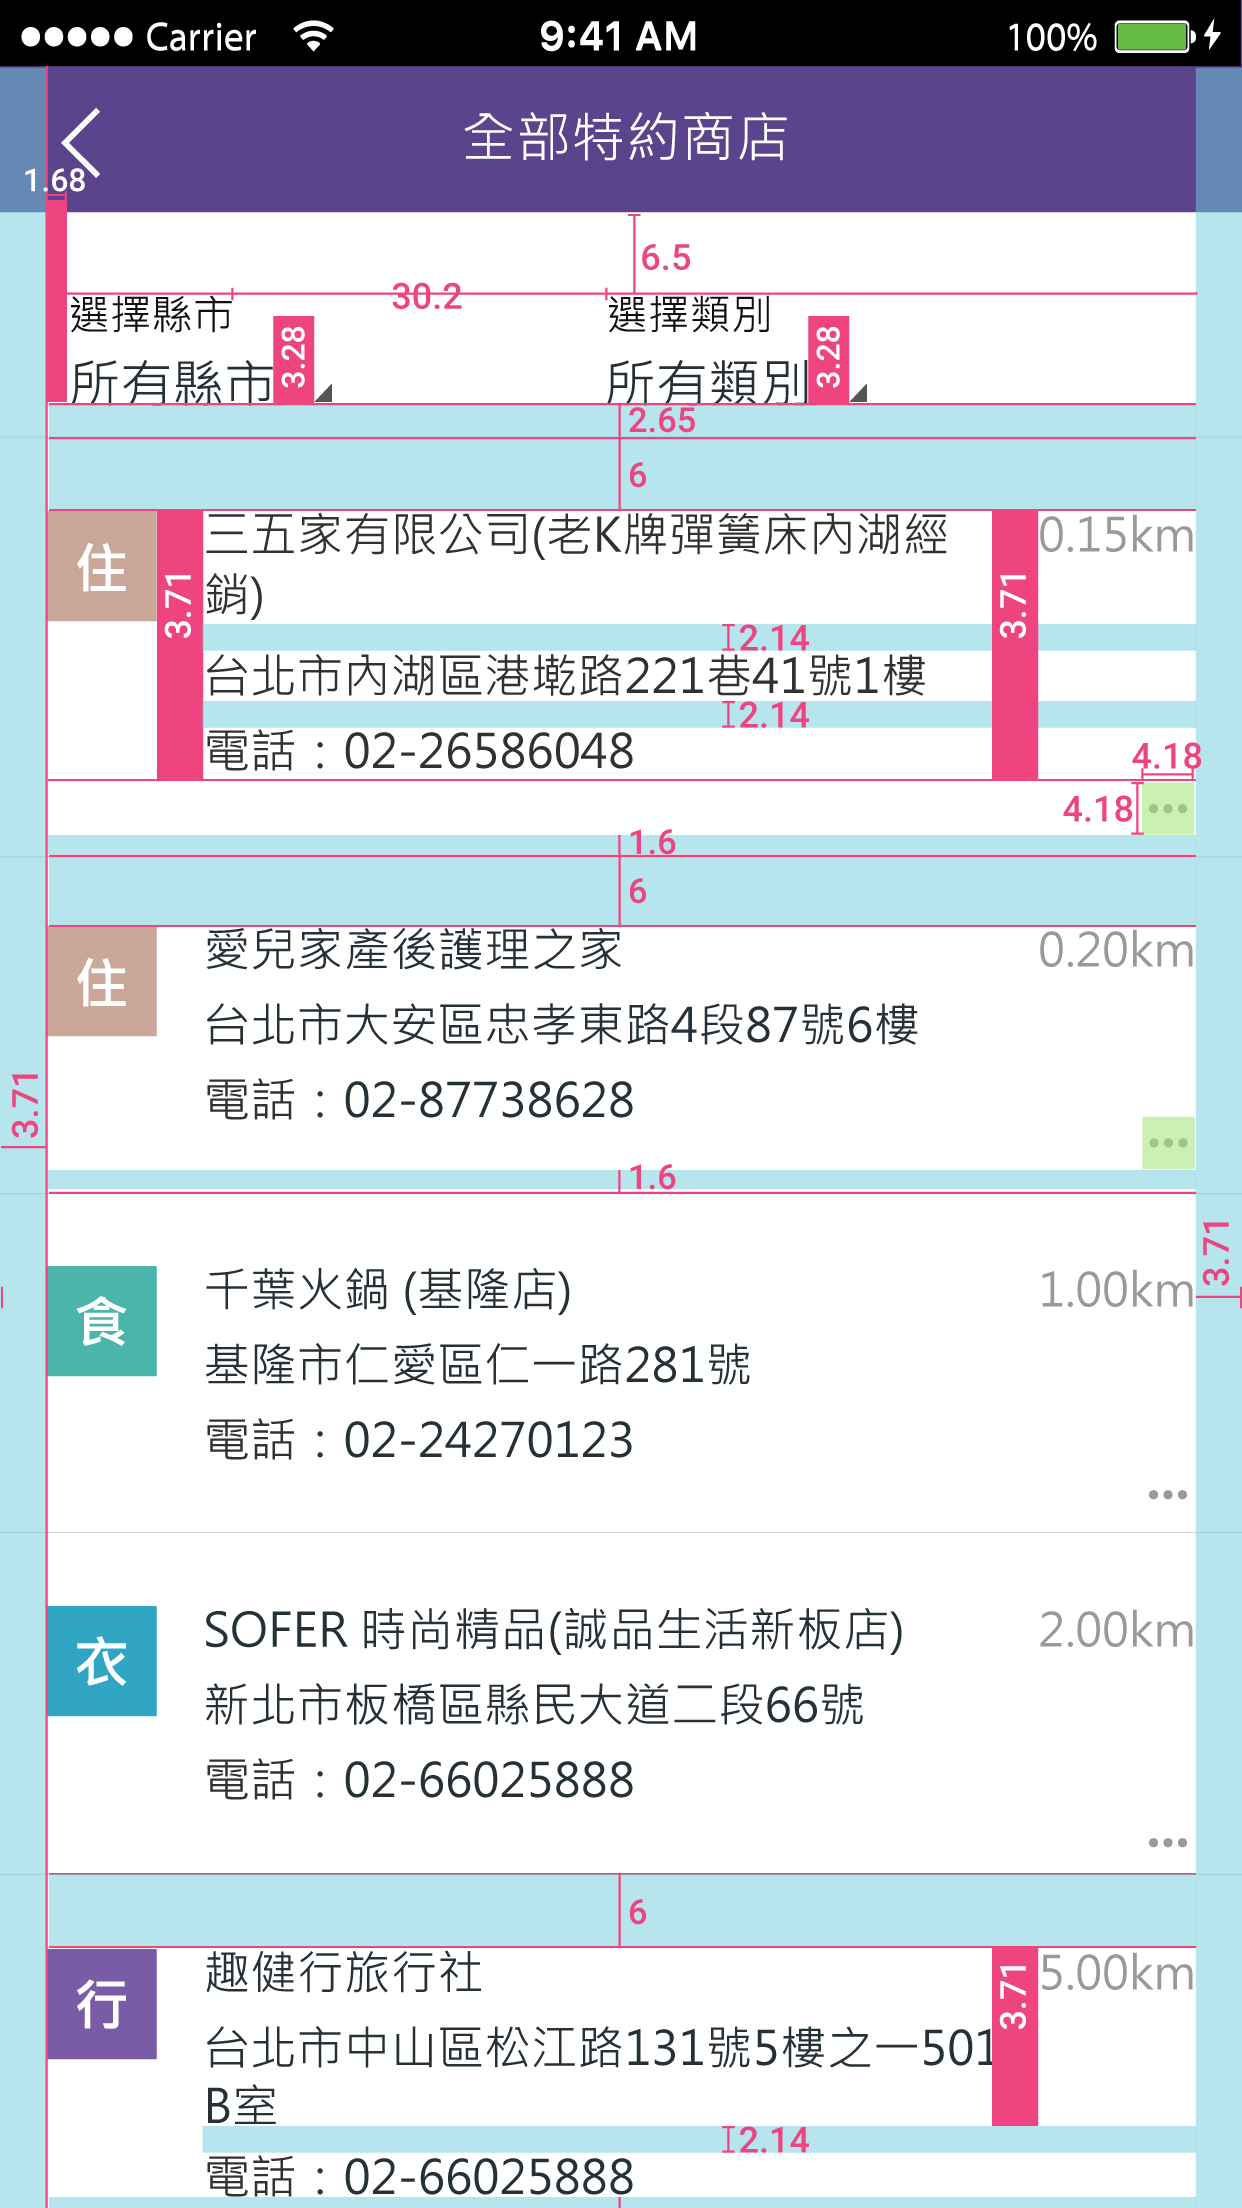 Carrier 9:41 AM 100%
全部特約商店
1.68
6.5
30.2
選擇縣市 選擇類別
所有縣市 3.28 所有類別 3.28
2.65
6
住 3.71 三五家有限公司(老K牌彈簧床內湖經 3.71 0.15km
銷)
2.14
台北市內湖區港墘路221巷41號1樓
2.14
電話：02-26586048
4.18
4.18
1.6
6
住 愛兒家產後護理之家 0.20km
台北市大安區忠孝東路4段87號6樓
3.71 電話：02-87738628
1.6
3.71
食 千葉火鍋 (基隆店) 1.00km
基隆市仁愛區仁一路281號
電話：02-24270123
衣 SOFER 時尚精品(誠品生活新板店) 2.00km
新北市板橋區縣民大道二段66號
電話：02-66025888
6
行 趣健行旅行社 3.71 5.00km
台北市中山區松江路131號5樓之一501
B室
2.14
電話：02-66025888